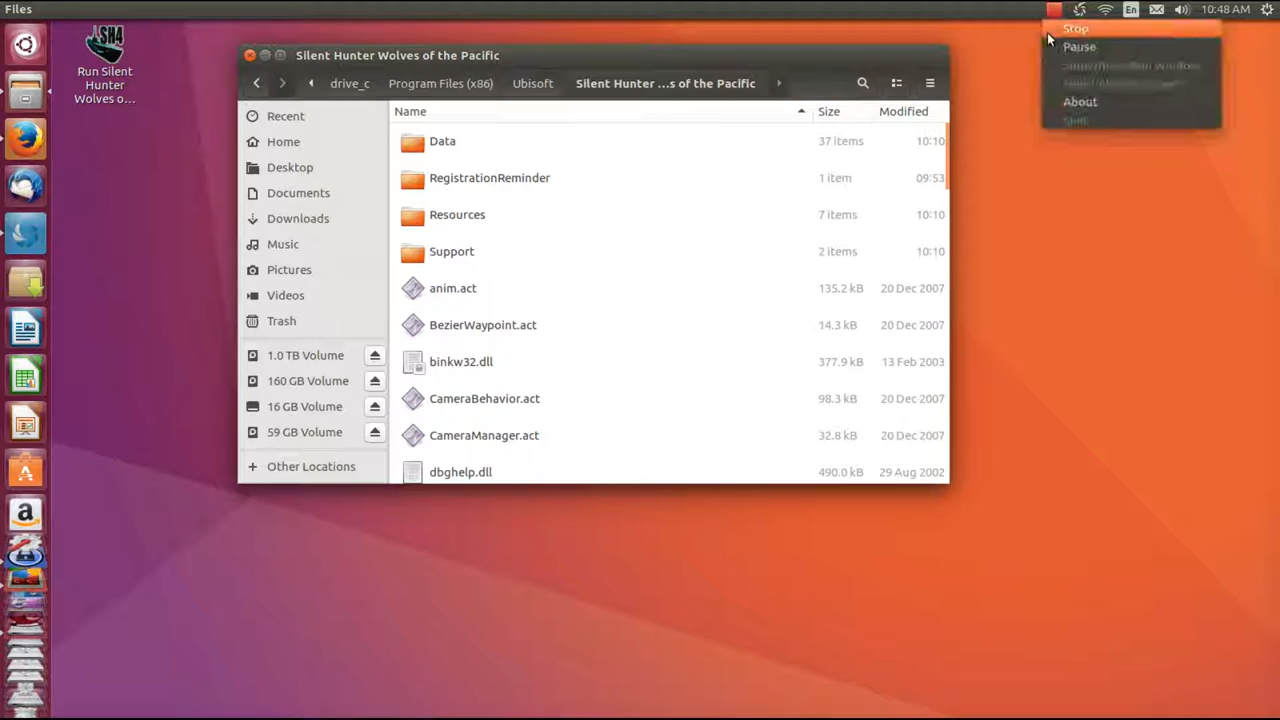 Files
En
10:48 AM
Stop
Pause
About
SH4
Run Silent
Hunter
Wolves o...
Silent Hunter Wolves of the Pacific
drive_c
Program Files (x86)
Ubisoft
Silent Hunter ...s of the Pacific
Name
Size
Modified
Recent
Home
Desktop
Documents
Downloads
Music
Pictures
Videos
Trash
1.0 TB Volume
160 GB Volume
16 GB Volume
59 GB Volume
Other Locations
Data 37 items 10:10
RegistrationReminder 1 item 09:53
Resources 7 items 10:10
Support 2 items 10:10
anim.act 135.2 kB 20 Dec 2007
BezierWaypoint.act 14.3 kB 20 Dec 2007
binkw32.dll 377.9 kB 13 Feb 2003
CameraBehavior.act 98.3 kB 20 Dec 2007
CameraManager.act 32.8 kB 20 Dec 2007
dbghelp.dll 490.0 kB 29 Aug 2002